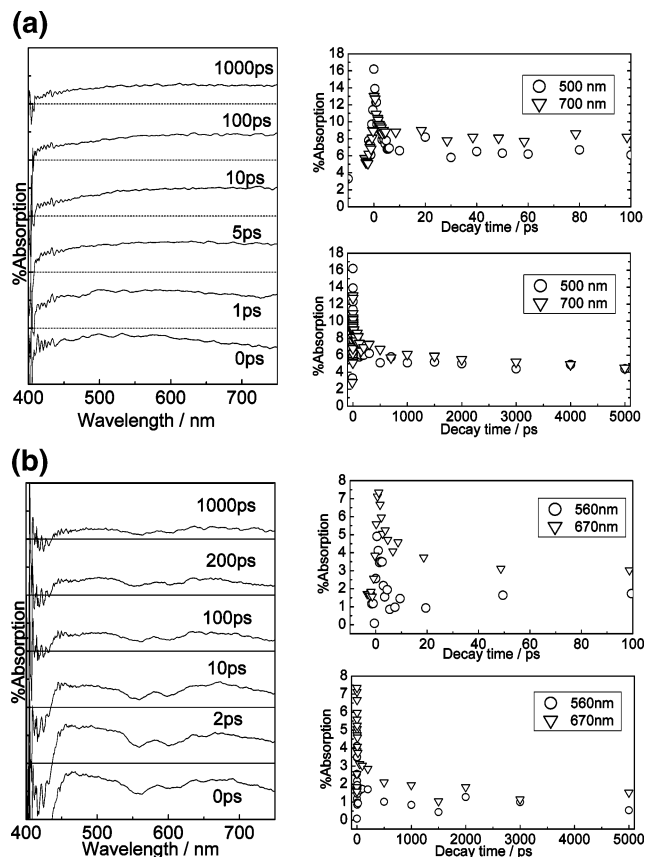 (a)
%Absorption
1000ps
100ps
10ps
5ps
1ps
0ps
400 500 600 700
Wavelength / nm
%Absorption
18
16
14
12
10
8
6
4
2
0
500 nm
700 nm
0 20 40 60 80 100
Decay time / ps
%Absorption
18
16
14
12
10
8
6
4
2
0
500 nm
700 nm
0 1000 2000 3000 4000 5000
Decay time / ps
(b)
%Absorption
1000ps
200ps
100ps
10ps
2ps
0ps
400 500 600 700
Wavelength / nm
%Absorption
8
7
6
5
4
3
2
1
0
560nm
670nm
0 20 40 60 80 100
Decay time / ps
%Absorption
8
7
6
5
4
3
2
1
0
560nm
670nm
0 1000 2000 3000 4000 5000
Decay time / ps